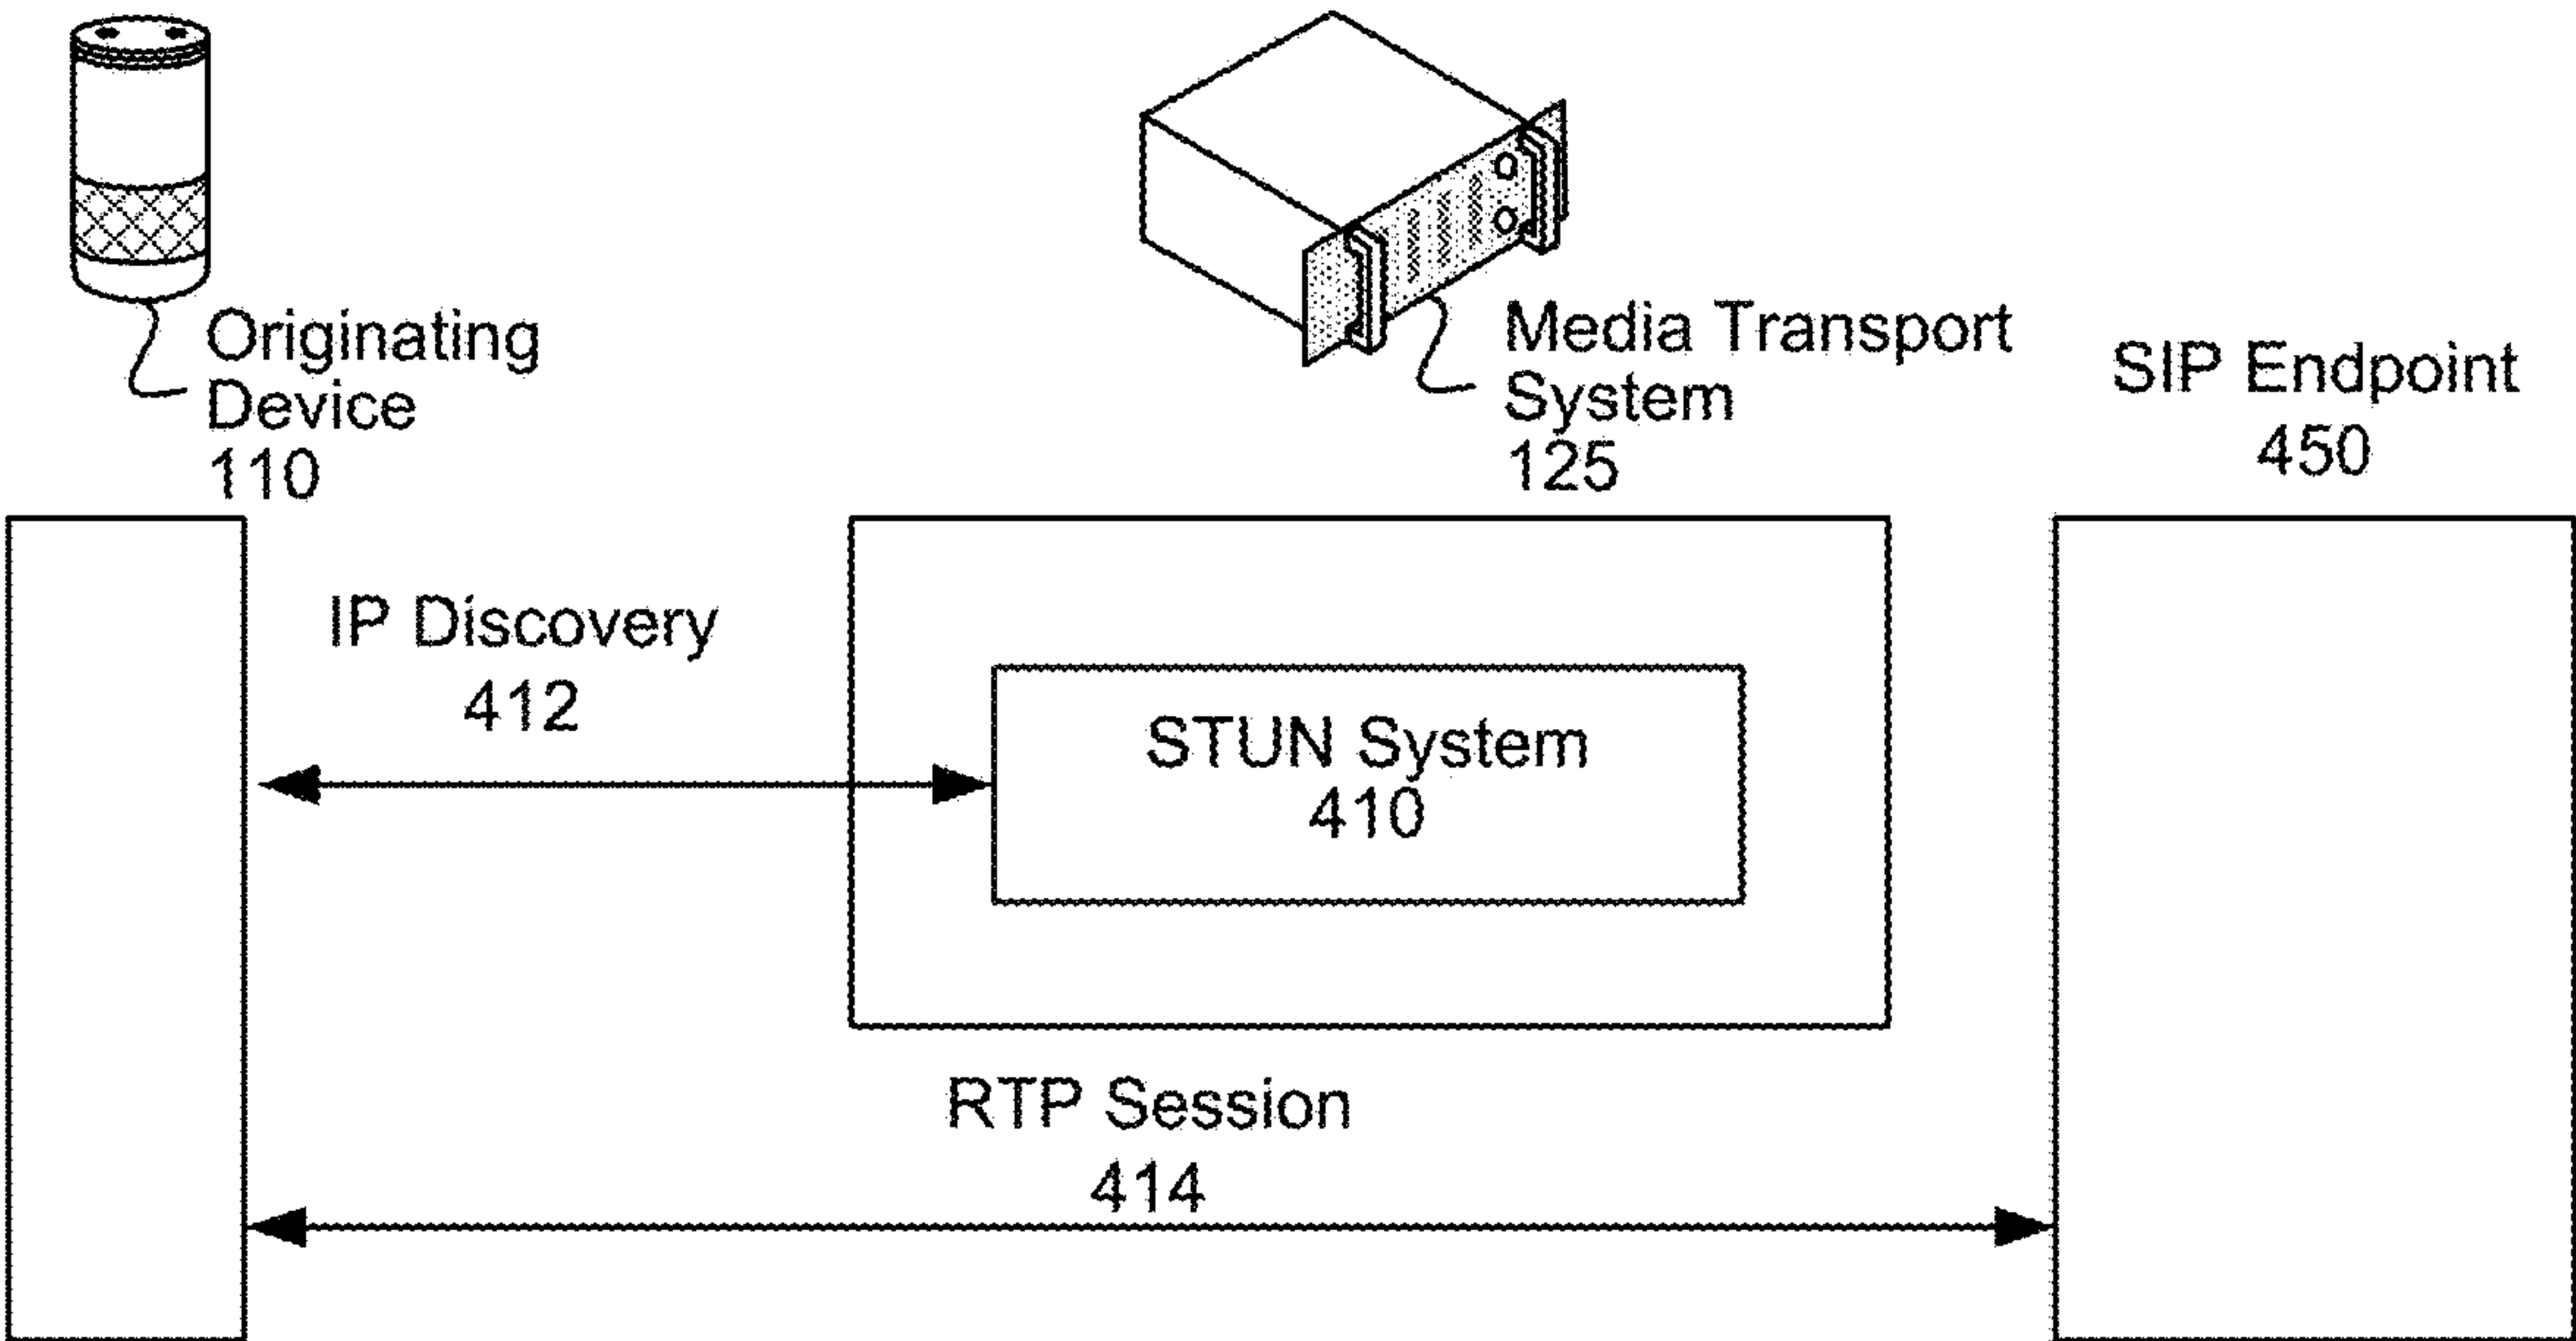 Originating
Device
110
Media Transport
System
125
SIP Endpoint
450
IP Discovery
412
STUN System
410
RTP Session
414